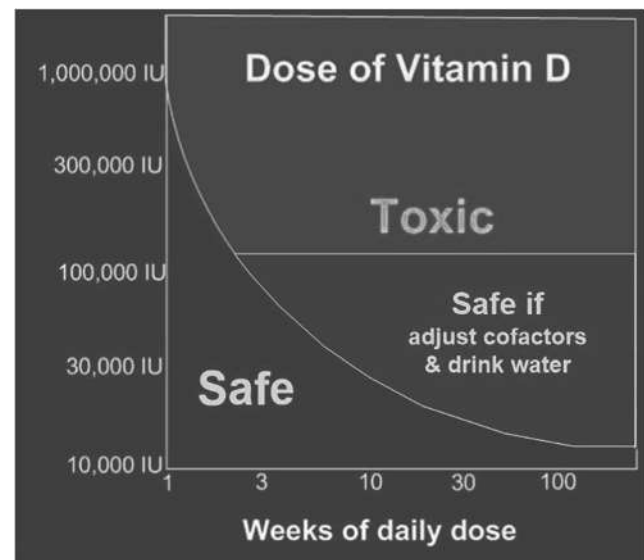 Dose of Vitamin D
1,000,000 IU
300,000 IU
Toxic
100,000 IU
Safe if
adjust cofactors
& drink water
30,000 IU
Safe
10,000 IU
1 3 10 30 100
Weeks of daily dose